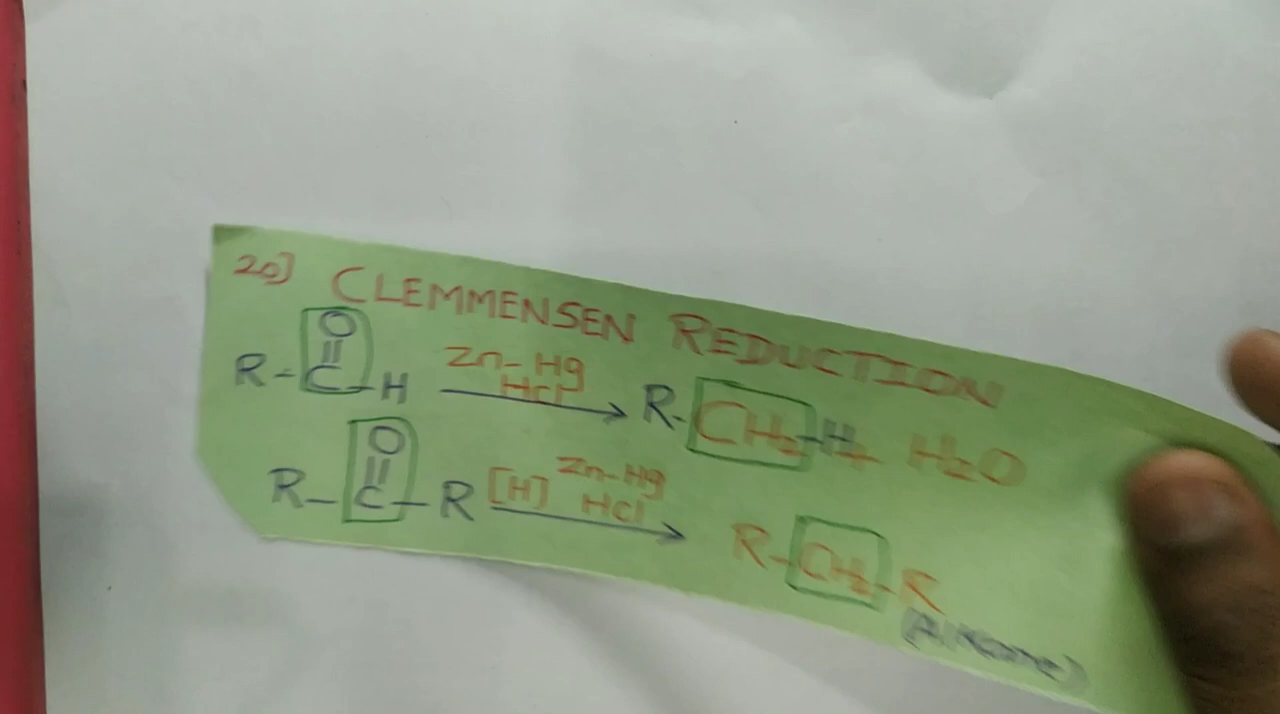 20] CLEMMENSEN REDUCTION
O
||
R-C-H Zn-Hg HCl → R-CH₂-H + H₂O
O
||
R-C-R [H] Zn-Hg HCl → R-CH₂-R
(Alkane)